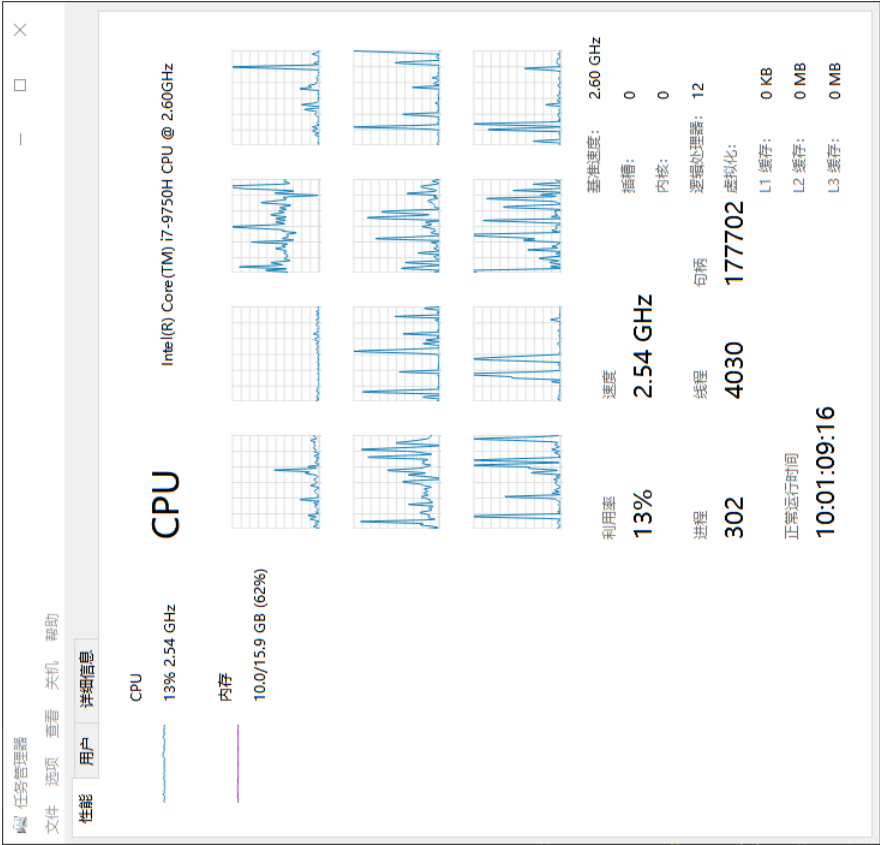 任务管理器
文件 选项 查看 关机 帮助
性能 用户 详细信息
CPU
13% 2.54 GHz
内存
10.0/15.9 GB (62%)
CPU
Intel(R) Core(TM) i7-9750H CPU @ 2.60GHz
利用率 速度
13% 2.54 GHz
进程 线程 句柄
302 4030 177702
正常运行时间
10:01:09:16
基准速度: 2.60 GHz
插槽: 0
内核: 0
逻辑处理器: 12
虚拟化:
L1 缓存: 0 KB
L2 缓存: 0 MB
L3 缓存: 0 MB